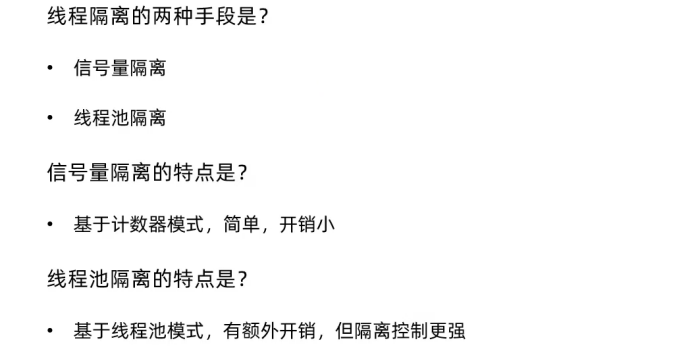 线程隔离的两种手段是？
• 信号量隔离
• 线程池隔离
信号量隔离的特点是？
• 基于计数器模式，简单，开销小
线程池隔离的特点是？
• 基于线程池模式，有额外开销，但隔离控制更强